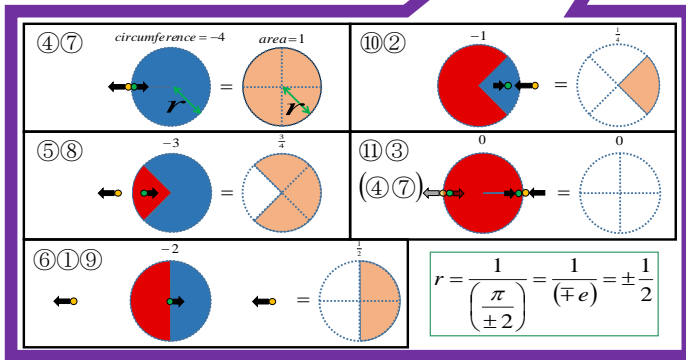 ④⑦ circumference = −4 area = 1
r = r
⑩② −1 1/4
=
⑤⑧ −3 3/4
=
⑪③ 0 0
(④⑦) =
⑥①⑨ −2 1/2
=
r = 1/(π/±2) = 1/(∓e) = ±1/2